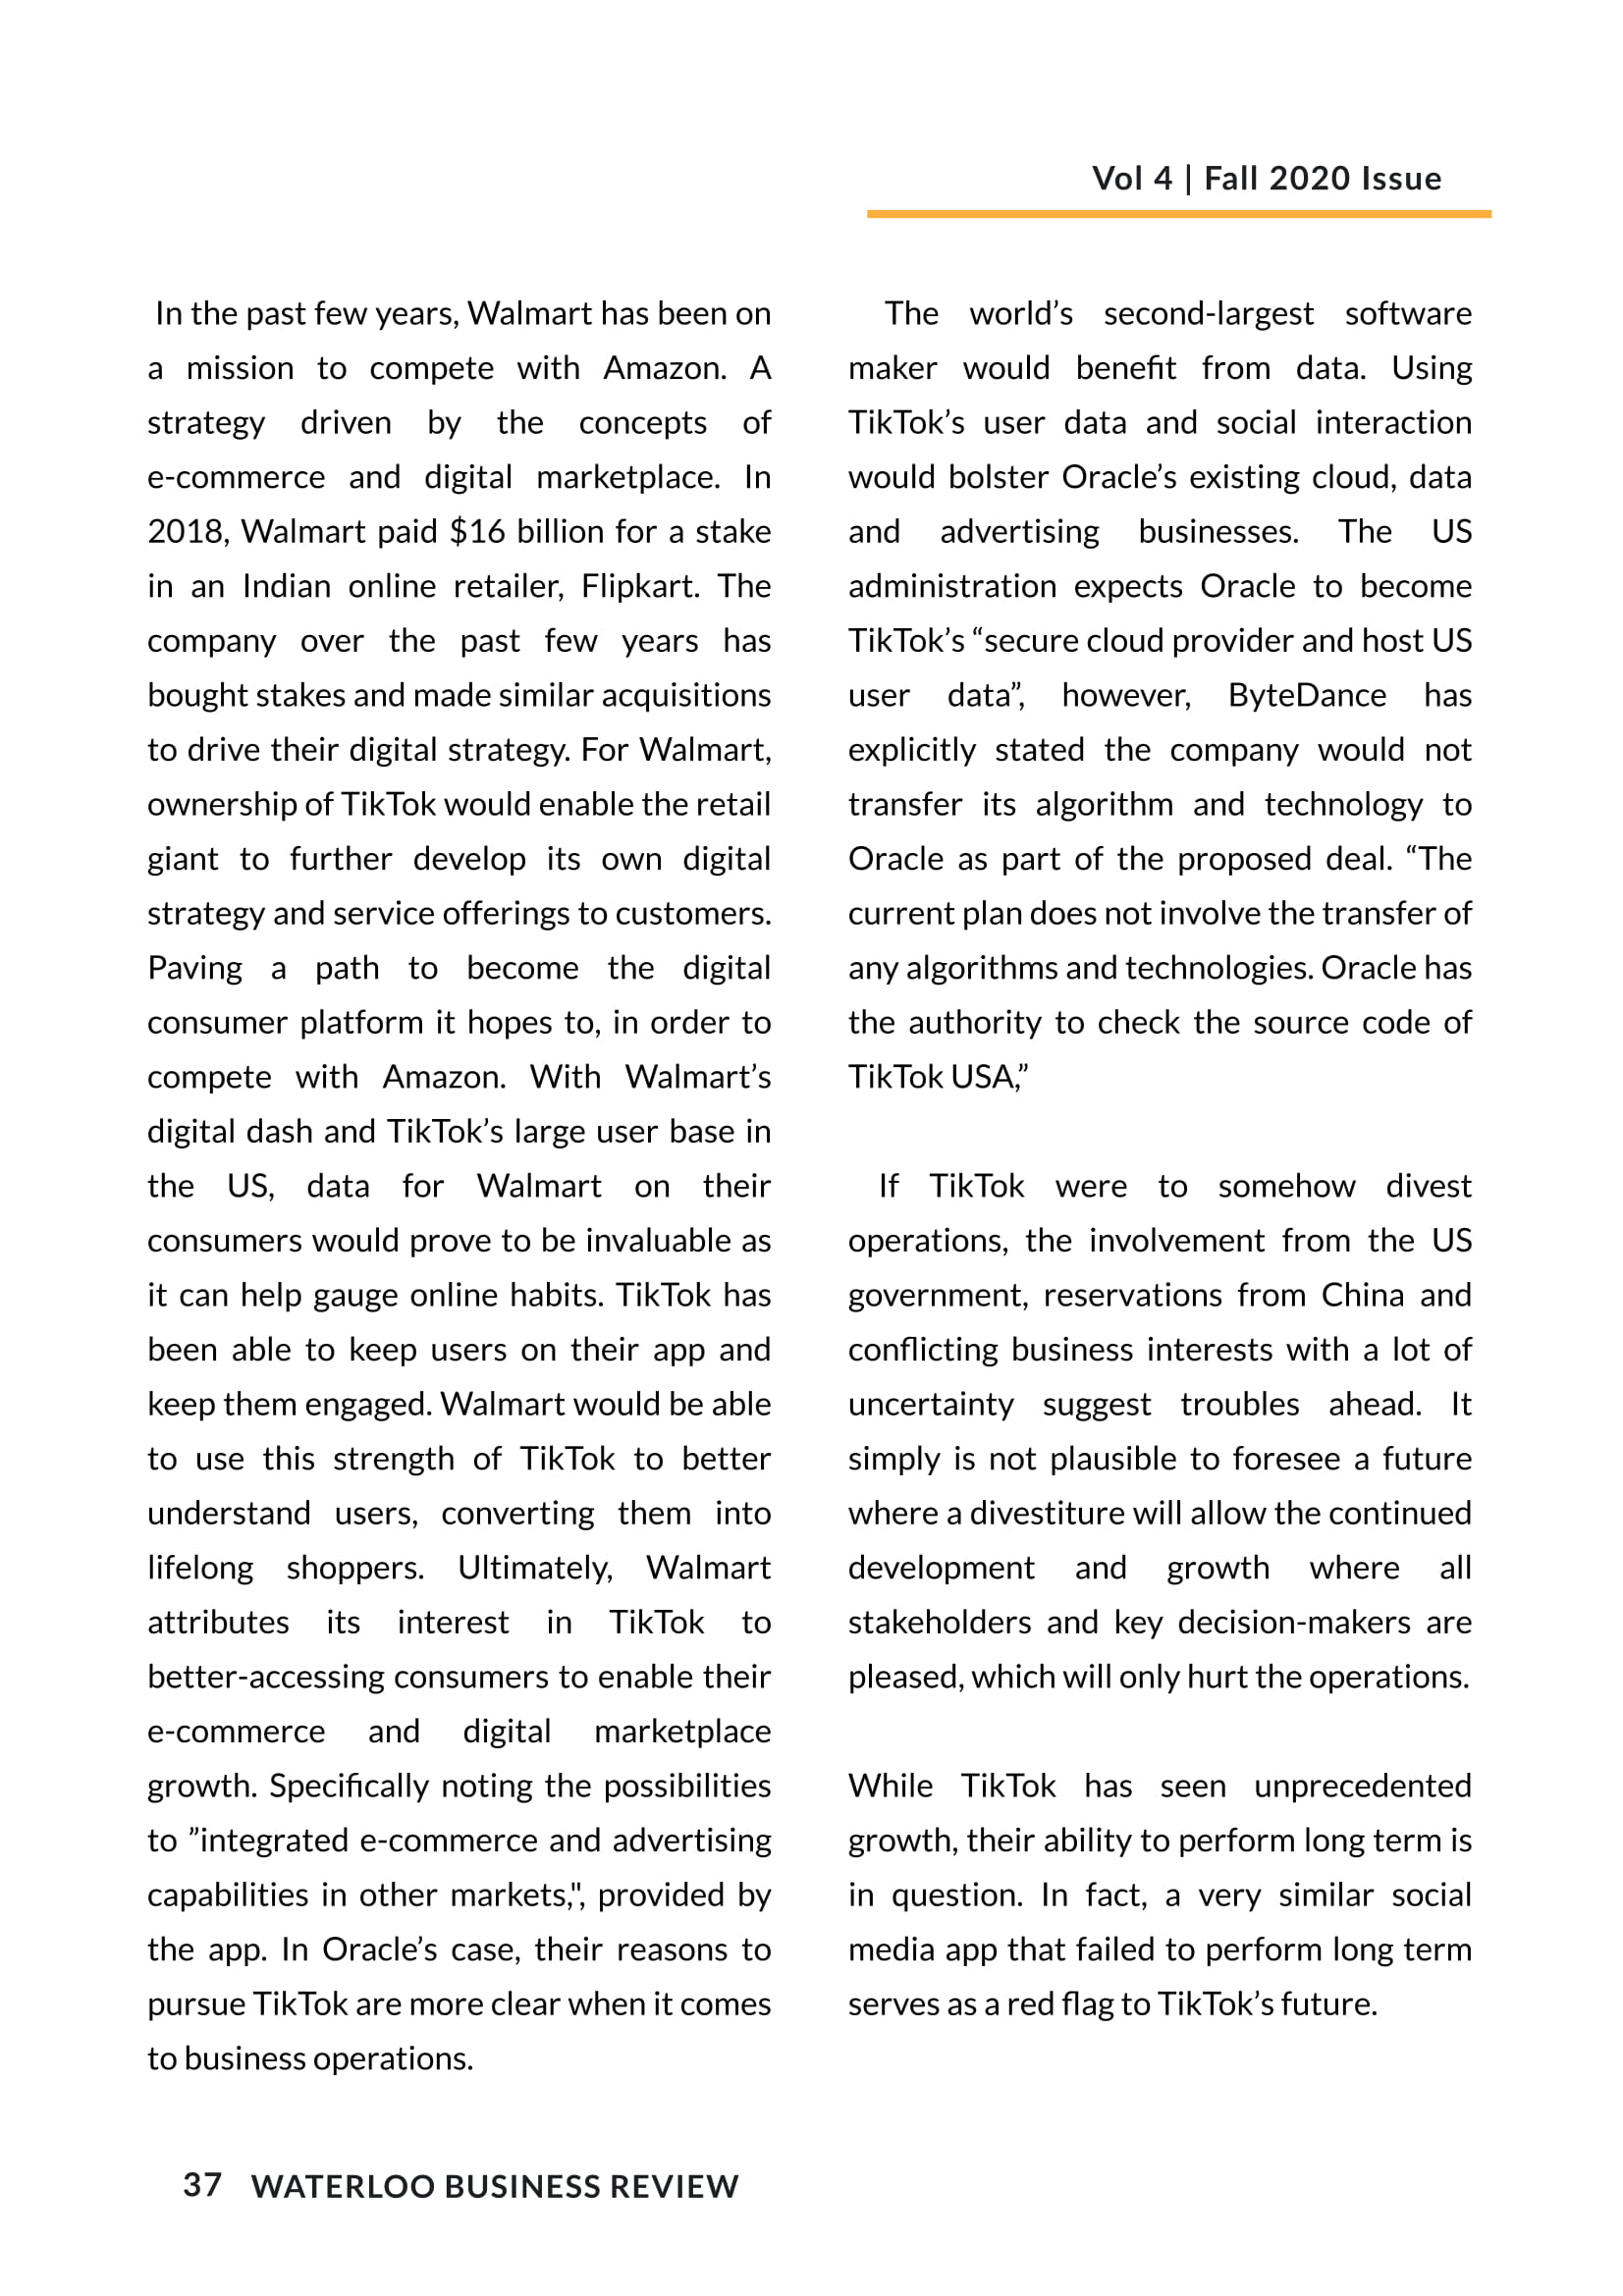 Vol 4 | Fall 2020 Issue
In the past few years, Walmart has been on
a mission to compete with Amazon. A
strategy driven by the concepts of
e-commerce and digital marketplace. In
2018, Walmart paid $16 billion for a stake
in an Indian online retailer, Flipkart. The
company over the past few years has
bought stakes and made similar acquisitions
to drive their digital strategy. For Walmart,
ownership of TikTok would enable the retail
giant to further develop its own digital
strategy and service offerings to customers.
Paving a path to become the digital
consumer platform it hopes to, in order to
compete with Amazon. With Walmart’s
digital dash and TikTok’s large user base in
the US, data for Walmart on their
consumers would prove to be invaluable as
it can help gauge online habits. TikTok has
been able to keep users on their app and
keep them engaged. Walmart would be able
to use this strength of TikTok to better
understand users, converting them into
lifelong shoppers. Ultimately, Walmart
attributes its interest in TikTok to
better-accessing consumers to enable their
e-commerce and digital marketplace
growth. Specifically noting the possibilities
to ”integrated e-commerce and advertising
capabilities in other markets,", provided by
the app. In Oracle’s case, their reasons to
pursue TikTok are more clear when it comes
to business operations.
The world’s second-largest software
maker would benefit from data. Using
TikTok’s user data and social interaction
would bolster Oracle’s existing cloud, data
and advertising businesses. The US
administration expects Oracle to become
TikTok’s “secure cloud provider and host US
user data”, however, ByteDance has
explicitly stated the company would not
transfer its algorithm and technology to
Oracle as part of the proposed deal. “The
current plan does not involve the transfer of
any algorithms and technologies. Oracle has
the authority to check the source code of
TikTok USA,”
If TikTok were to somehow divest
operations, the involvement from the US
government, reservations from China and
conflicting business interests with a lot of
uncertainty suggest troubles ahead. It
simply is not plausible to foresee a future
where a divestiture will allow the continued
development and growth where all
stakeholders and key decision-makers are
pleased, which will only hurt the operations.
While TikTok has seen unprecedented
growth, their ability to perform long term is
in question. In fact, a very similar social
media app that failed to perform long term
serves as a red flag to TikTok’s future.
37 WATERLOO BUSINESS REVIEW